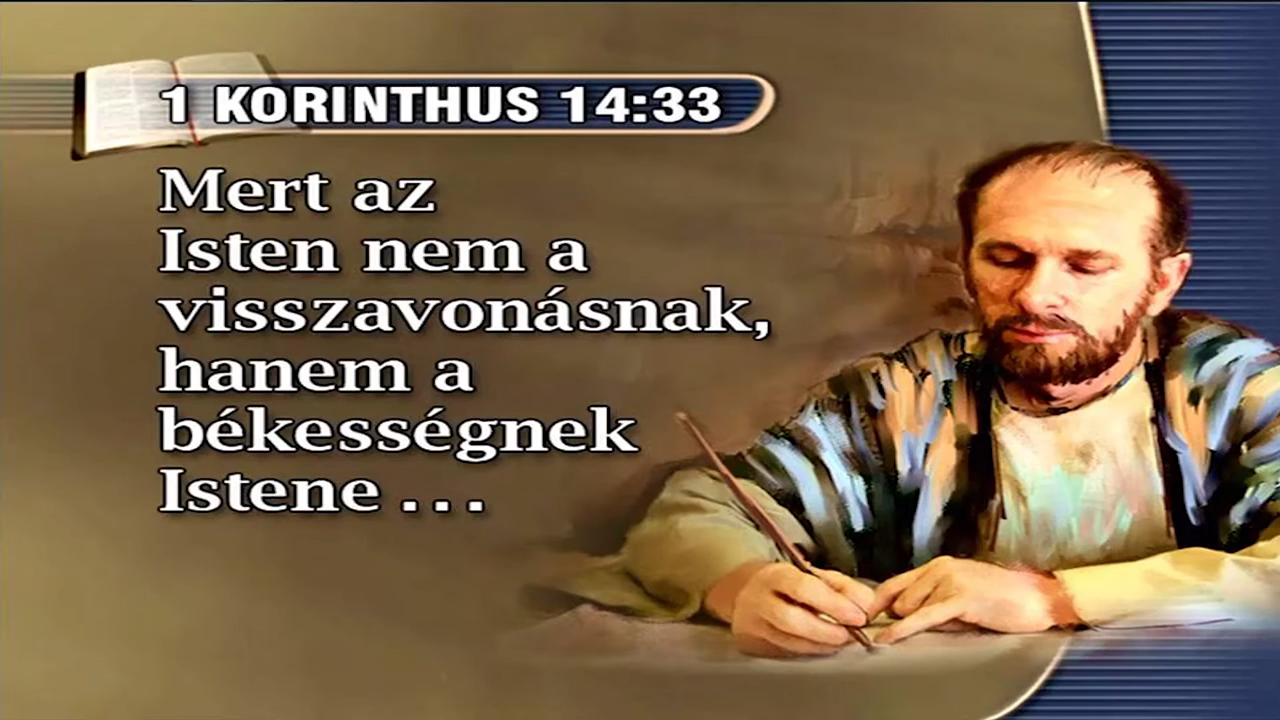 1 KORINTHUS 14:33
Mert az
Isten nem a
visszavonásnak,
hanem a
békességnek
Istene ...